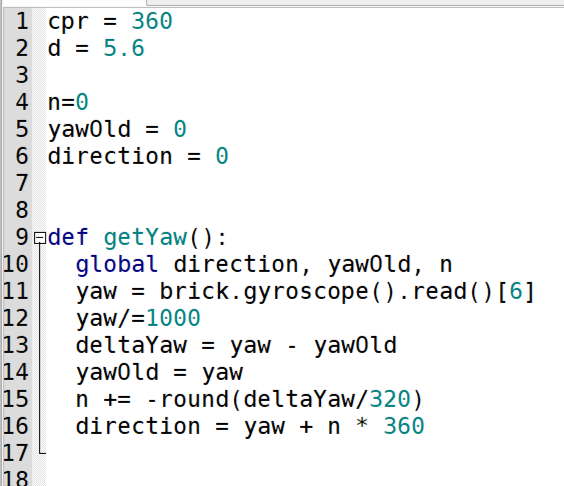 1 cpr = 360
2 d = 5.6
3
4 n=0
5 yawOld = 0
6 direction = 0
7
8
9 def getYaw():
10 global direction, yawOld, n
11 yaw = brick.gyroscope().read()[6]
12 yaw/=1000
13 deltaYaw = yaw - yawOld
14 yawOld = yaw
15 n += -round(deltaYaw/320)
16 direction = yaw + n * 360
17
18